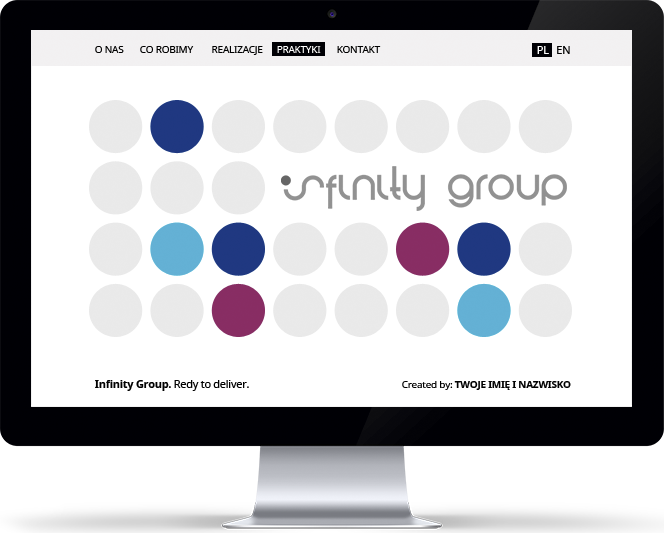 O NAS CO ROBIMY REALIZACJE PRAKTYKI KONTAKT PL EN
infinity group
Infinity Group. Redy to deliver. Created by: TWOJE IMIĘ I NAZWISKO